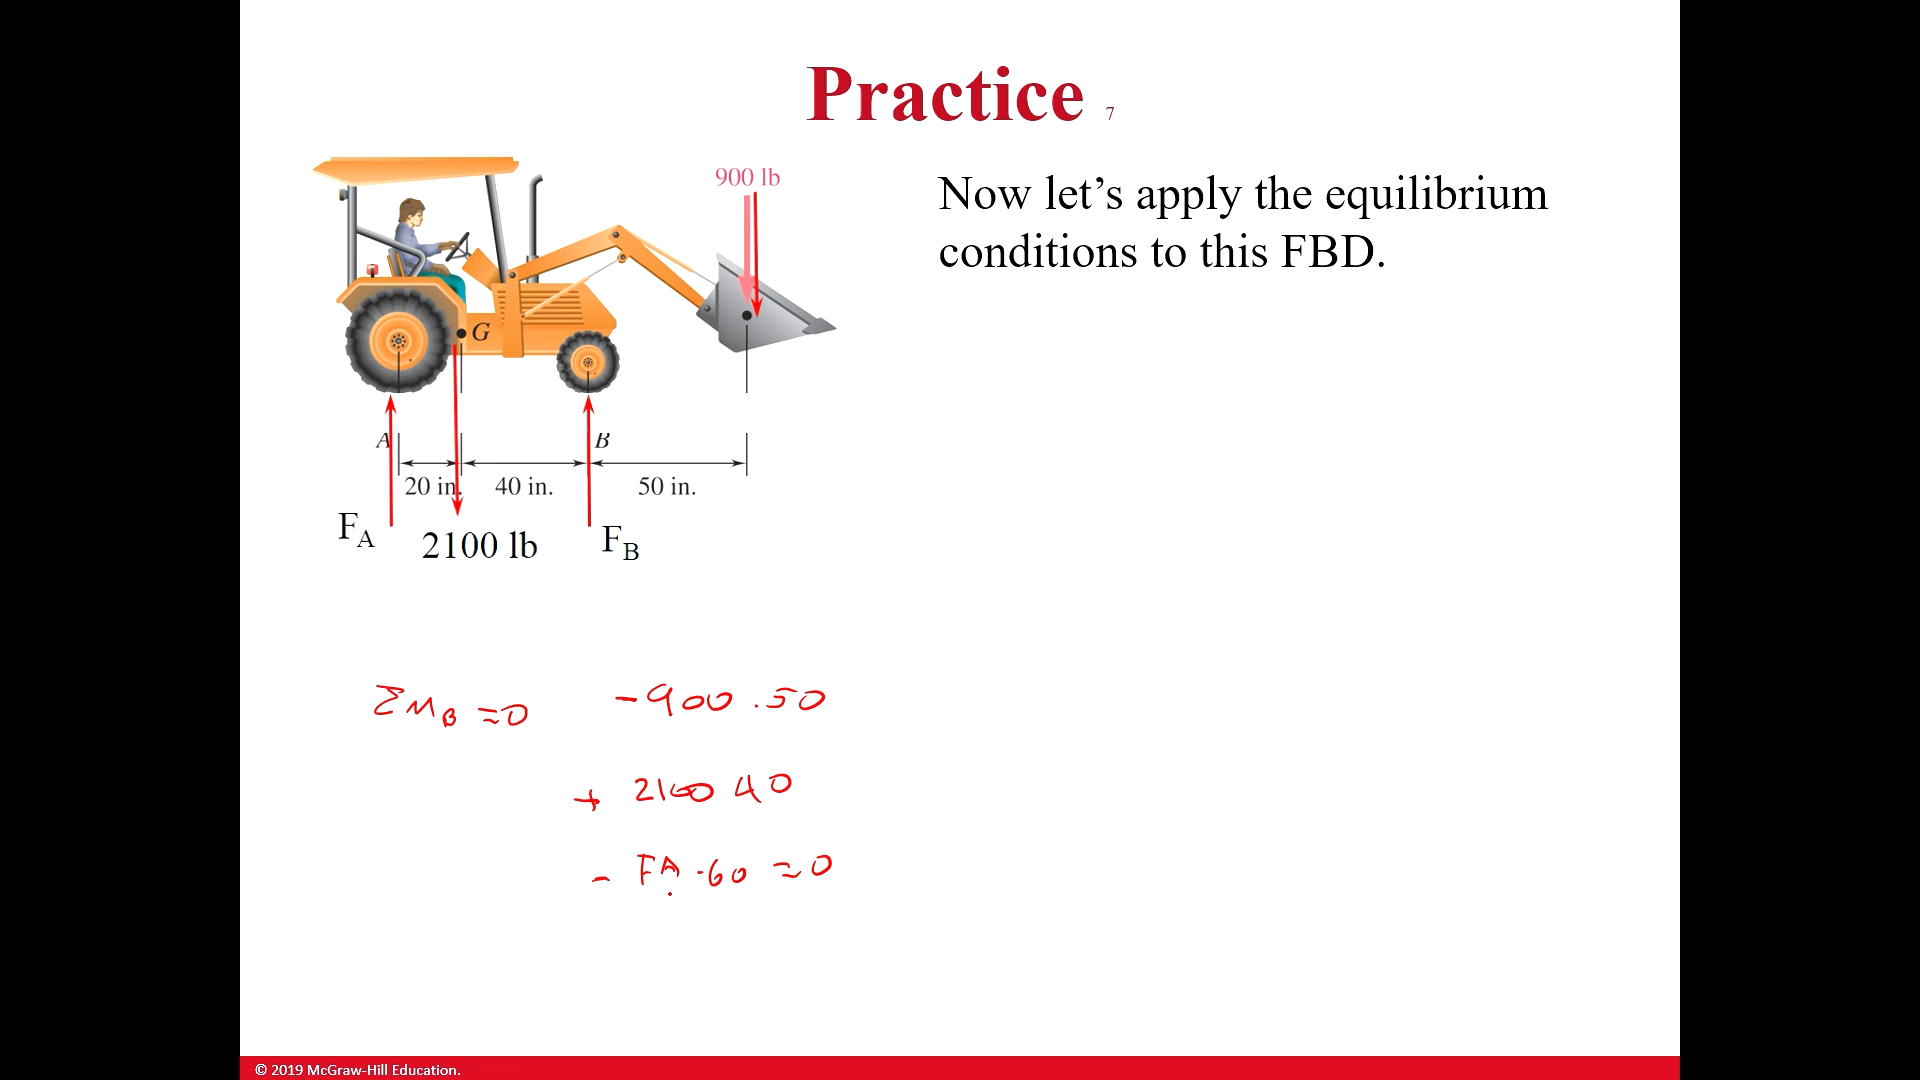 Practice 7
900 lb
Now let’s apply the equilibrium
conditions to this FBD.
G
A
B
20 in.
40 in.
50 in.
FA
2100 lb
FB
ΣMB =0
-900.50
+ 2100 40
- FA.60 =0
© 2019 McGraw-Hill Education.